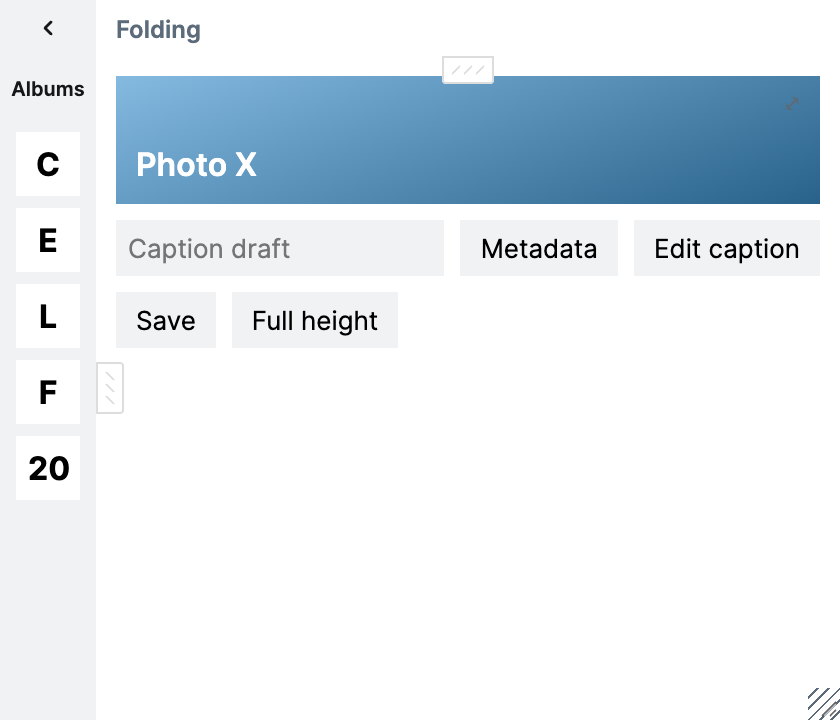 Folding
Albums
C
E
L
F
20
Photo X
Caption draft
Metadata
Edit caption
Save
Full height